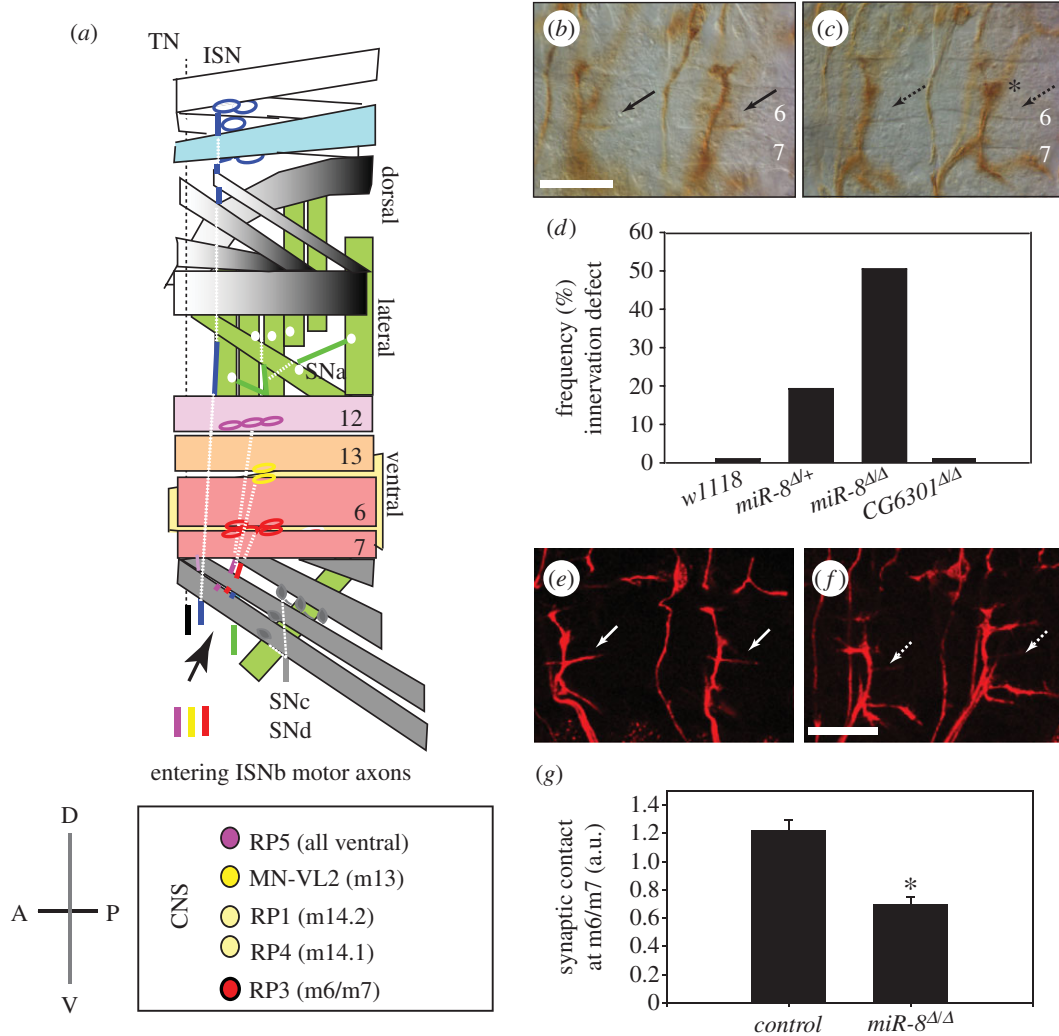 (a)
TN
ISN
dorsal
lateral
SNa
12
13
ventral
6
7
SNc
SNd
entering ISNb motor axons
D
A
P
V
CNS
RP5 (all ventral)
MN-VL2 (m13)
RP1 (m14.2)
RP4 (m14.1)
RP3 (m6/m7)
(b)
6
7
(c)
*
6
7
(d)
frequency (%)
innervation defect
60
50
40
30
20
10
0
w1118
miR-8Δ/+
miR-8Δ/Δ
CG6301Δ/Δ
(e)
(f)
(g)
synaptic contact
at m6/m7 (a.u.)
1.4
1.2
1.0
0.8
0.6
0.4
0.2
0
*
control
miR-8Δ/Δ